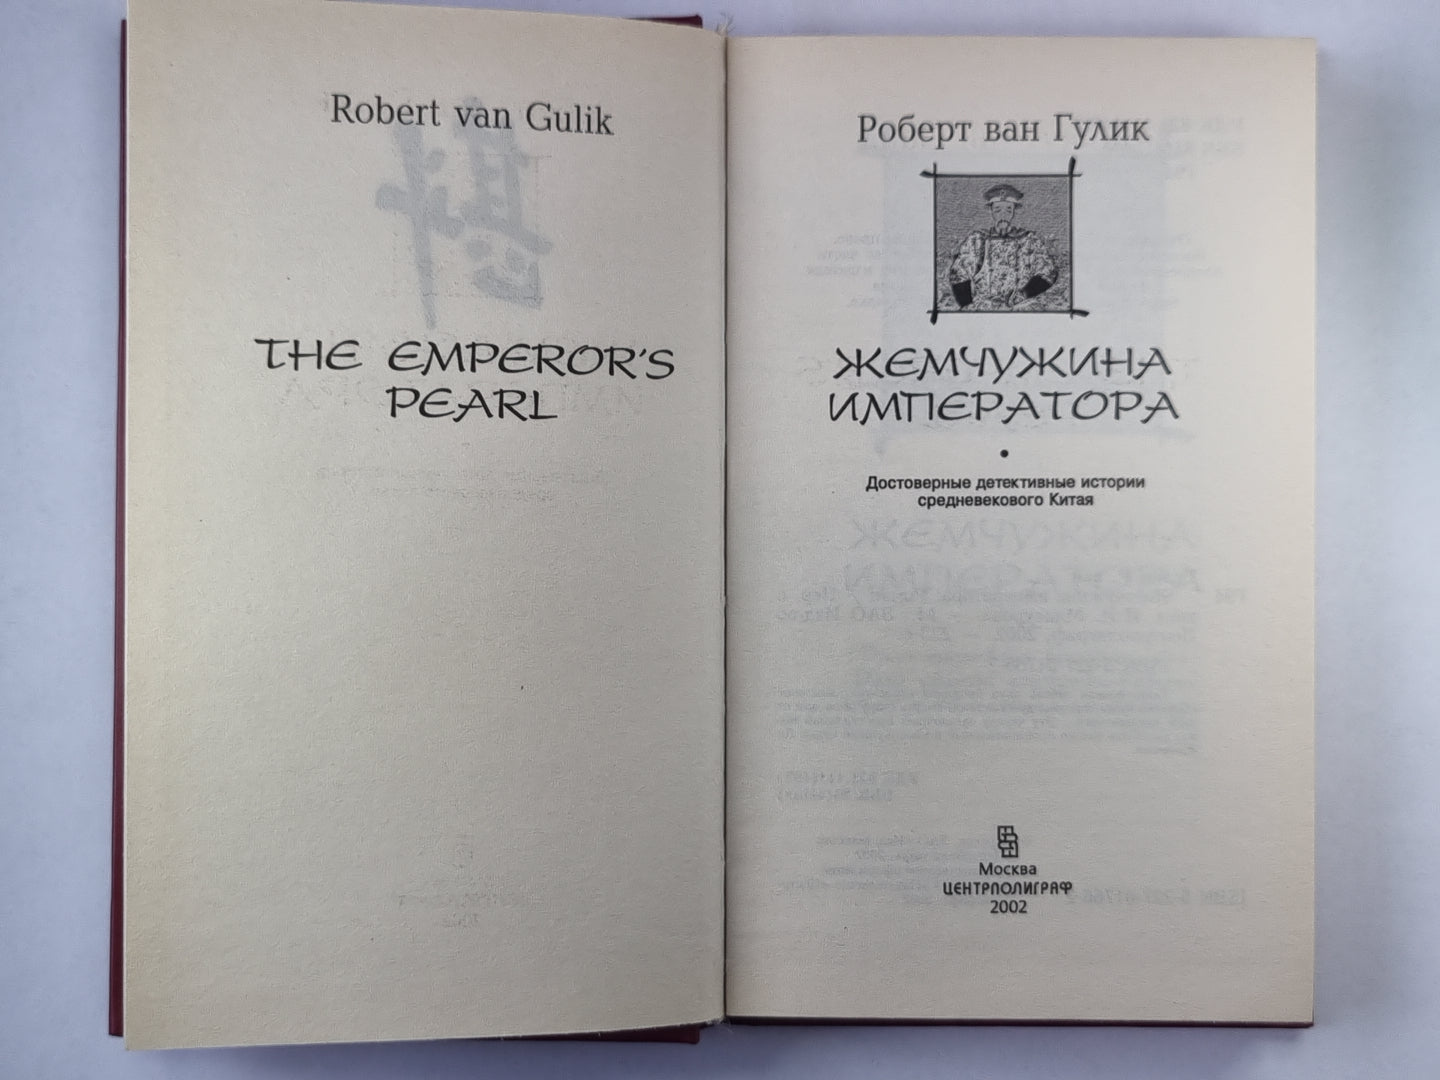 Robert van Gulik
THE EMPEROR'S
PEARL
Роберт ван Гулик
ЖЕМЧУЖИНА
ИМПЕРАТОРА
•
Достоверные детективные истории
средневекового Китая
Москва
ЦЕНТРПОЛИГРАФ
2002